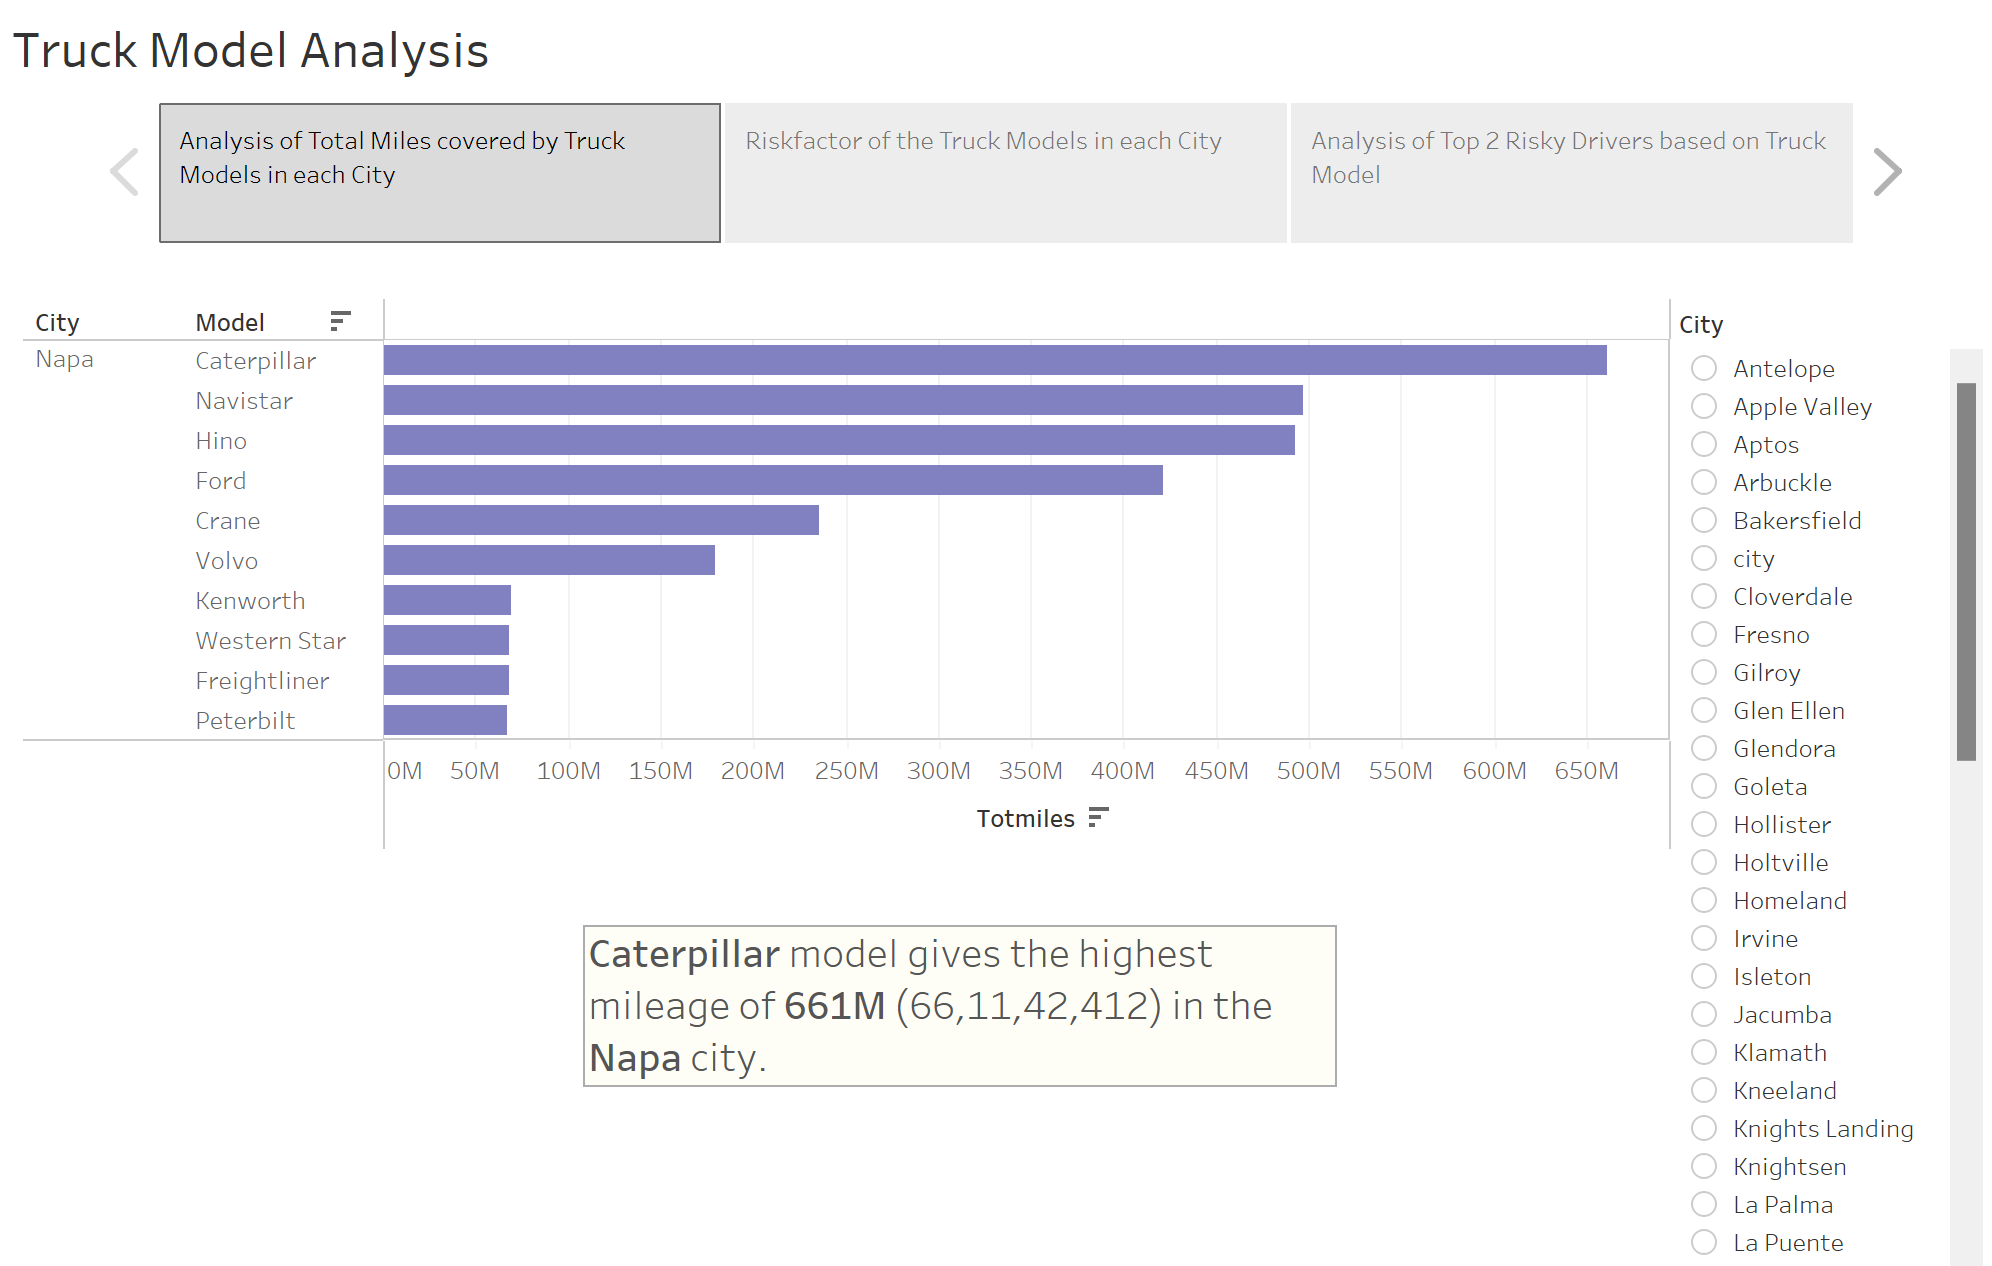 Truck Model Analysis
Analysis of Total Miles covered by Truck
Models in each City
Riskfactor of the Truck Models in each City
Analysis of Top 2 Risky Drivers based on Truck
Model
City Model
Napa Caterpillar
Navistar
Hino
Ford
Crane
Volvo
Kenworth
Western Star
Freightliner
Peterbilt
0M 50M 100M 150M 200M 250M 300M 350M 400M 450M 500M 550M 600M 650M
Totmiles
Caterpillar model gives the highest
mileage of 661M (66,11,42,412) in the
Napa city.
City
Antelope
Apple Valley
Aptos
Arbuckle
Bakersfield
city
Cloverdale
Fresno
Gilroy
Glen Ellen
Glendora
Goleta
Hollister
Holtville
Homeland
Irvine
Isleton
Jacumba
Klamath
Kneeland
Knights Landing
Knightsen
La Palma
La Puente